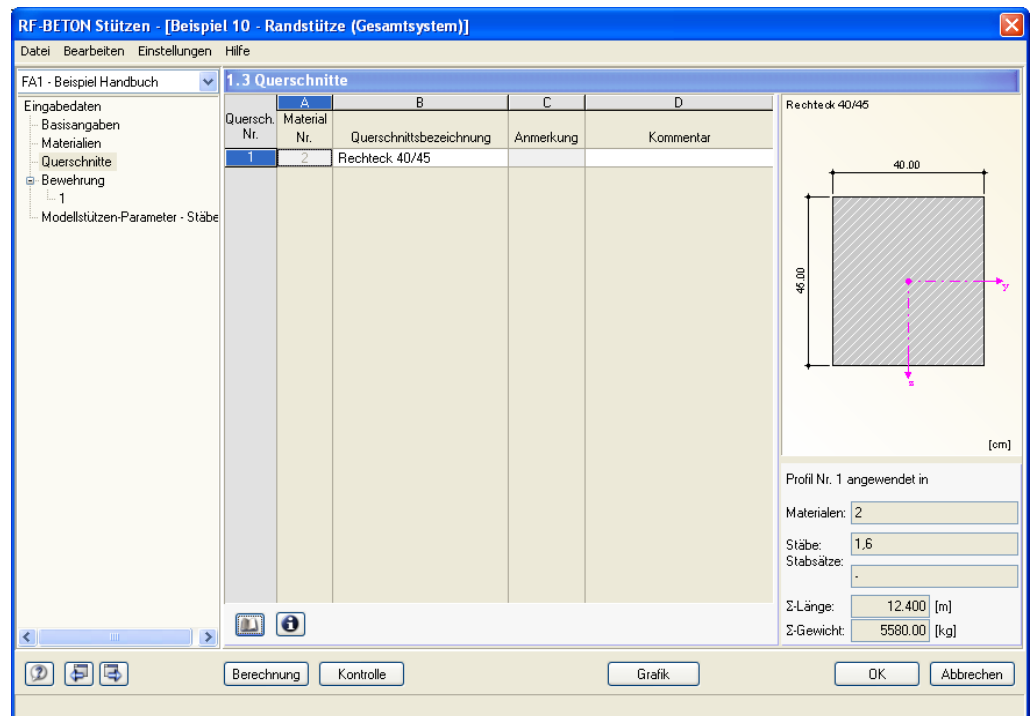 RF-BETON Stützen - [Beispiel 10 - Randstütze (Gesamtsystem)]
Datei Bearbeiten Einstellungen Hilfe
FA1 - Beispiel Handbuch
Eingabedaten
Basisangaben
Materialien
Querschnitte
Bewehrung
1
Modellstützen-Parameter - Stäbe
1.3 Querschnitte
A B C D
Quersch. Nr. Material Nr. Querschnittsbezeichnung Anmerkung Kommentar
1 2 Rechteck 40/45
Rechteck 40/45
40.00
45.00
y
z
[cm]
Profil Nr. 1 angewendet in
Materialen: 2
Stäbe: 1,6
Stabsätze: -
Σ-Länge: 12.400 [m]
Σ-Gewicht: 5580.00 [kg]
Berechnung Kontrolle Grafik OK Abbrechen